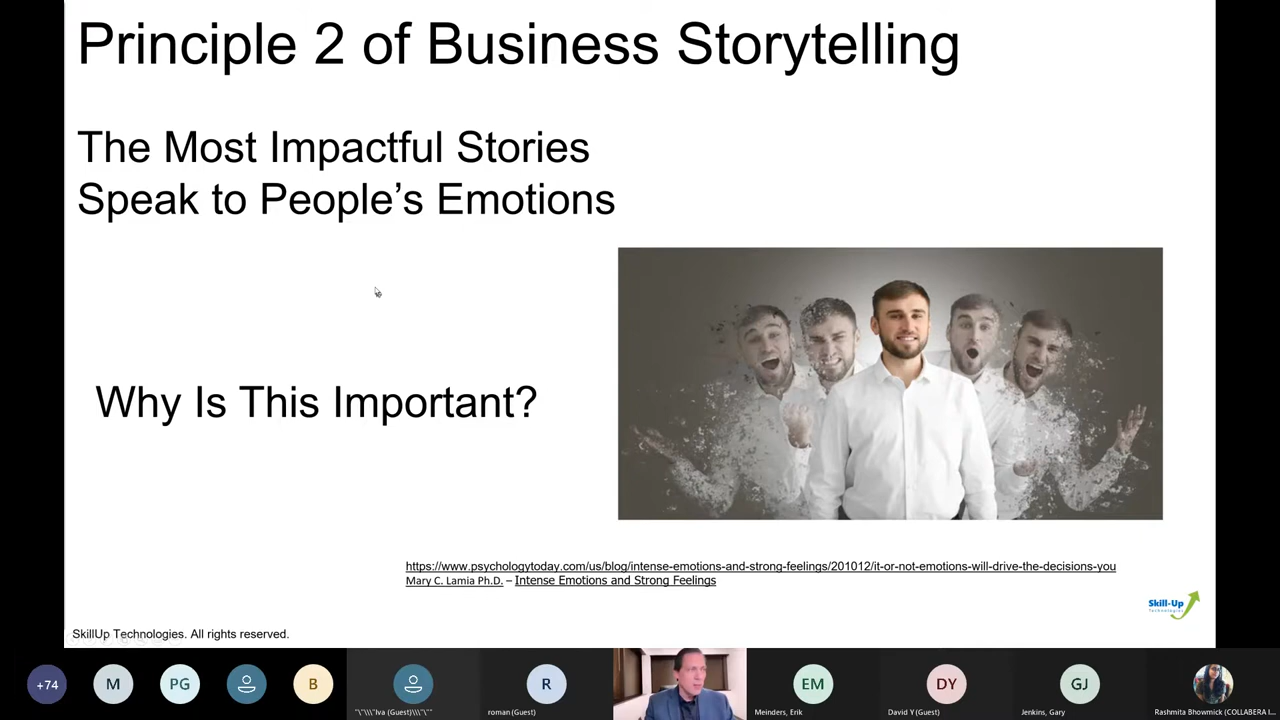 Principle 2 of Business Storytelling
The Most Impactful Stories
Speak to People's Emotions
Why Is This Important?
https://www.psychologytoday.com/us/blog/intense-emotions-and-strong-feelings/201012/it-or-not-emotions-will-drive-the-decisions-you
Mary C. Lamia Ph.D. – Intense Emotions and Strong Feelings
Skill-Up
Technologies
SkillUp Technologies. All rights reserved.
+74
M
PG
B
"\"\\\"Iva (Guest)\\\"\""
R
roman (Guest)
EM
Meinders, Erik
DY
David Y (Guest)
GJ
Jenkins, Gary
Rashmita Bhowmick (COLLABERA I...